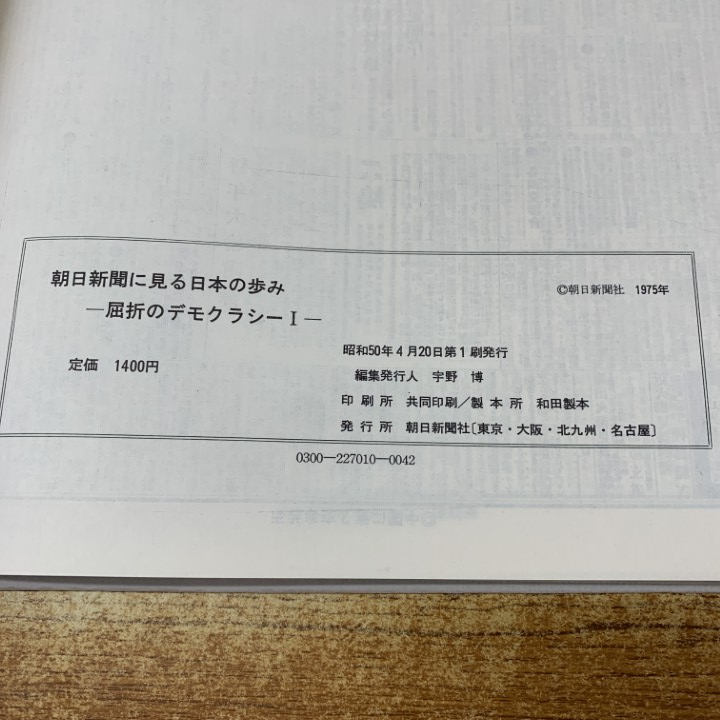 朝日新聞に見る日本の歩み
―屈折のデモクラシーⅠ―
定価 1400円
©朝日新聞社 1975年
昭和50年4月20日第1刷発行
編集発行人 宇野 博
印刷所 共同印刷／製本所 和田製本
発行所 朝日新聞社〔東京・大阪・北九州・名古屋〕
0300―227010―0042